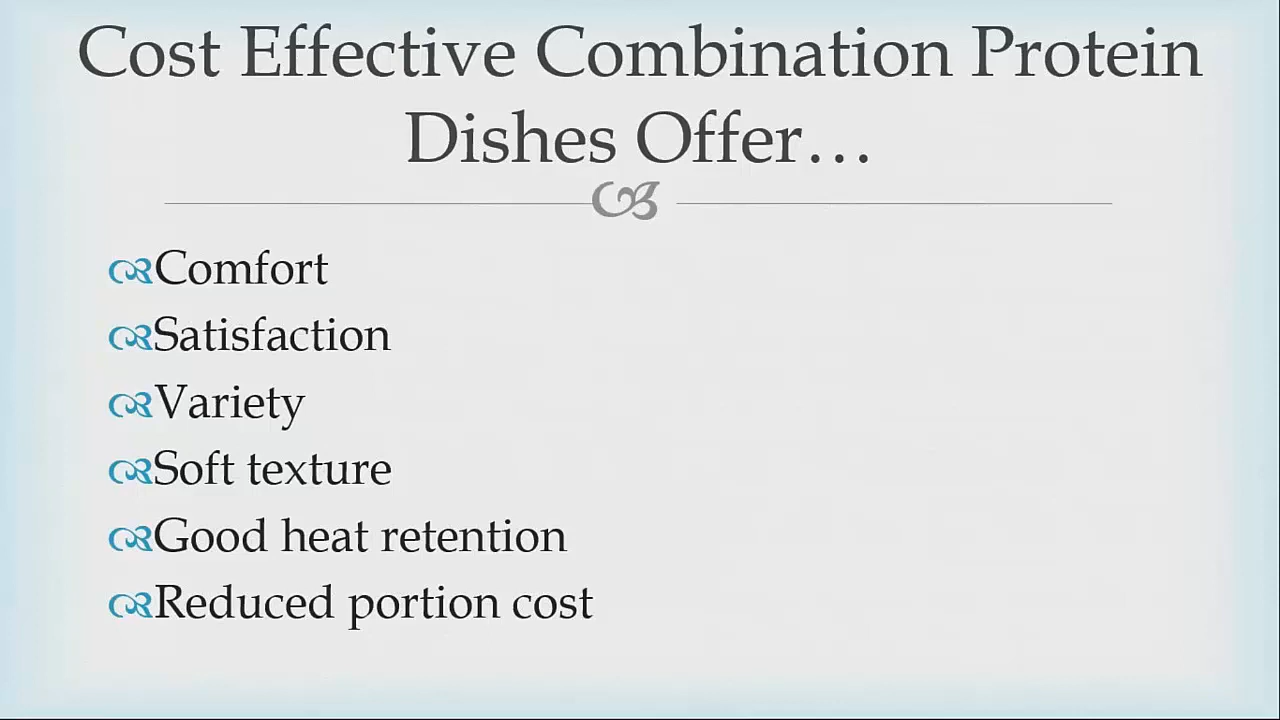 Cost Effective Combination Protein
Dishes Offer…
Comfort
Satisfaction
Variety
Soft texture
Good heat retention
Reduced portion cost